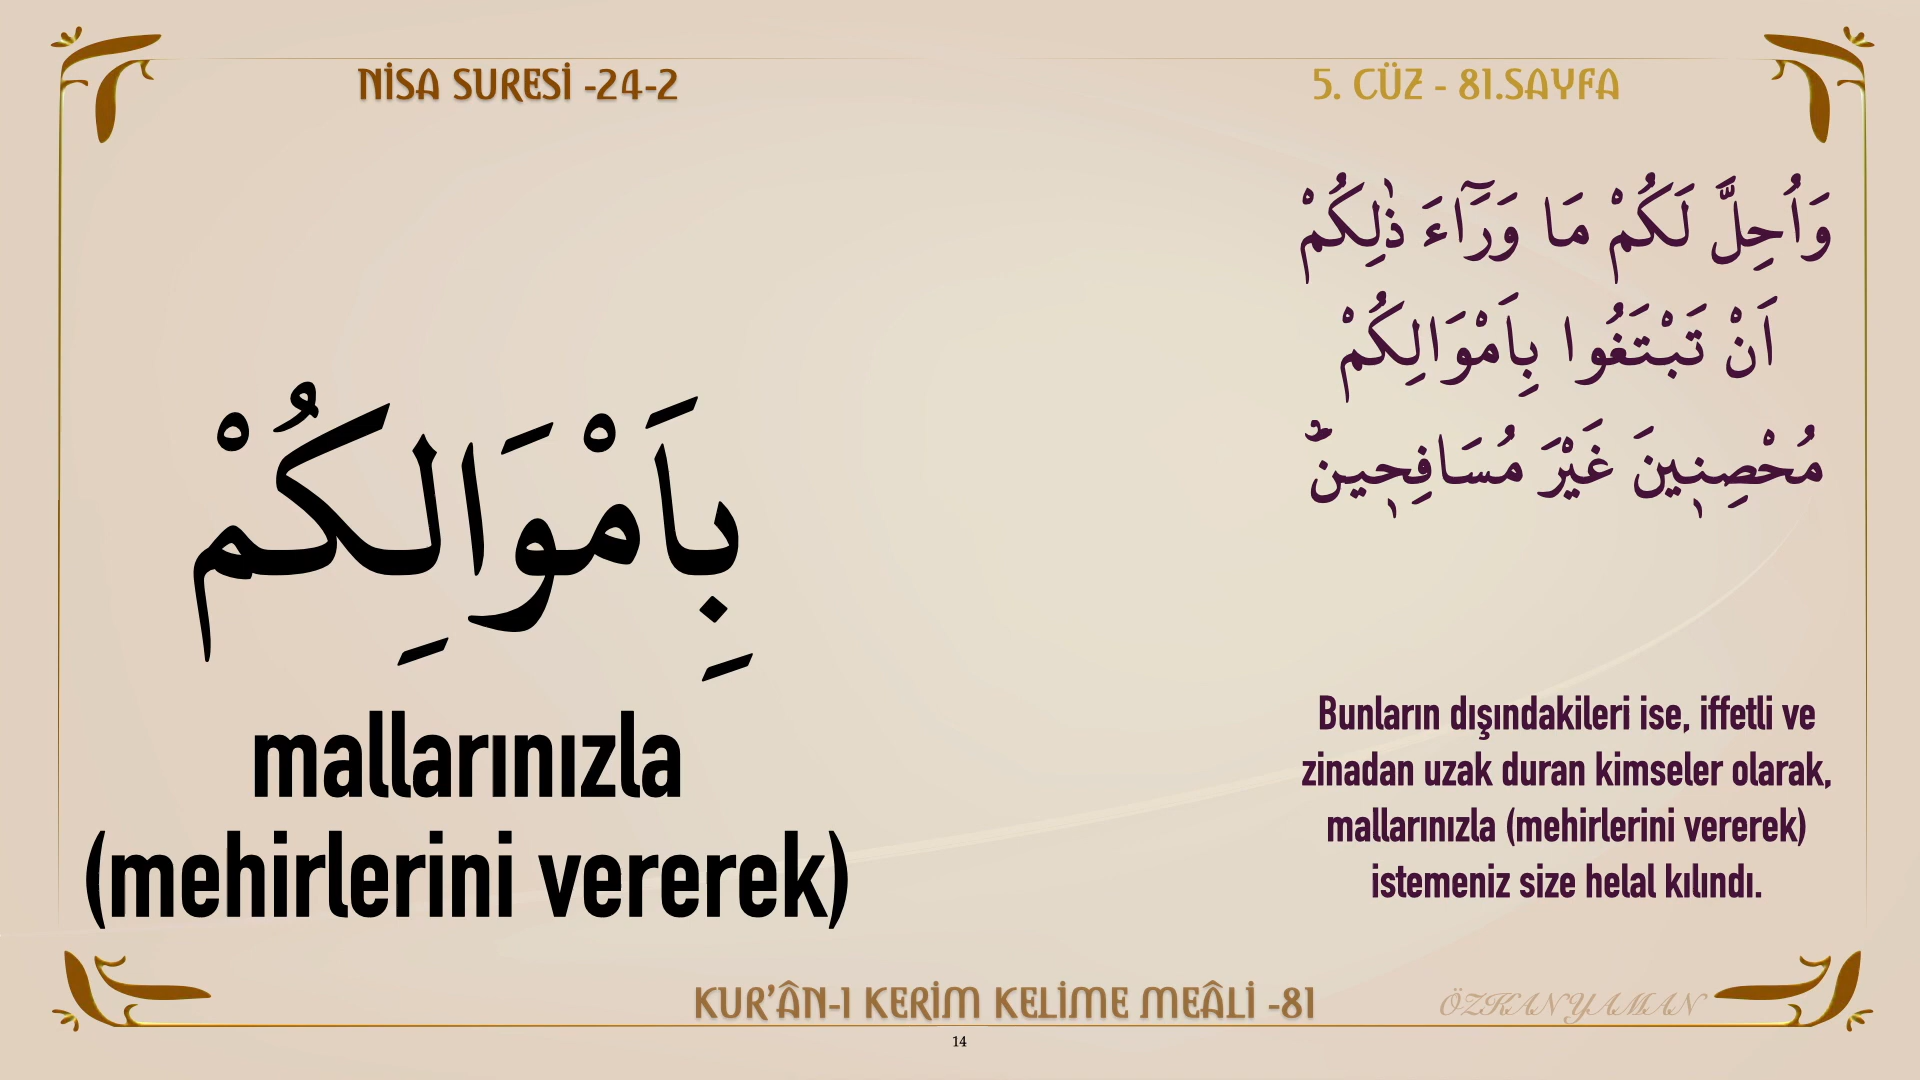 NİSA SURESİ -24-2
5. CÜZ - 81.SAYFA
وَاُحِلَّ لَكُمْ مَا وَرَٓاءَ ذٰلِكُمْ
اَنْ تَبْتَغُوا بِاَمْوَالِكُمْ
مُحْصِنٖينَ غَيْرَ مُسَافِحٖينَؕ
بِاَمْوَالِكُمْ
mallarınızla
(mehirlerini vererek)
Bunların dışındakileri ise, iffetli ve
zinadan uzak duran kimseler olarak,
mallarınızla (mehirlerini vererek)
istemeniz size helal kılındı.
KUR'ÂN-I KERİM KELİME MEÂLİ -81
ÖZKAN YAMAN
14